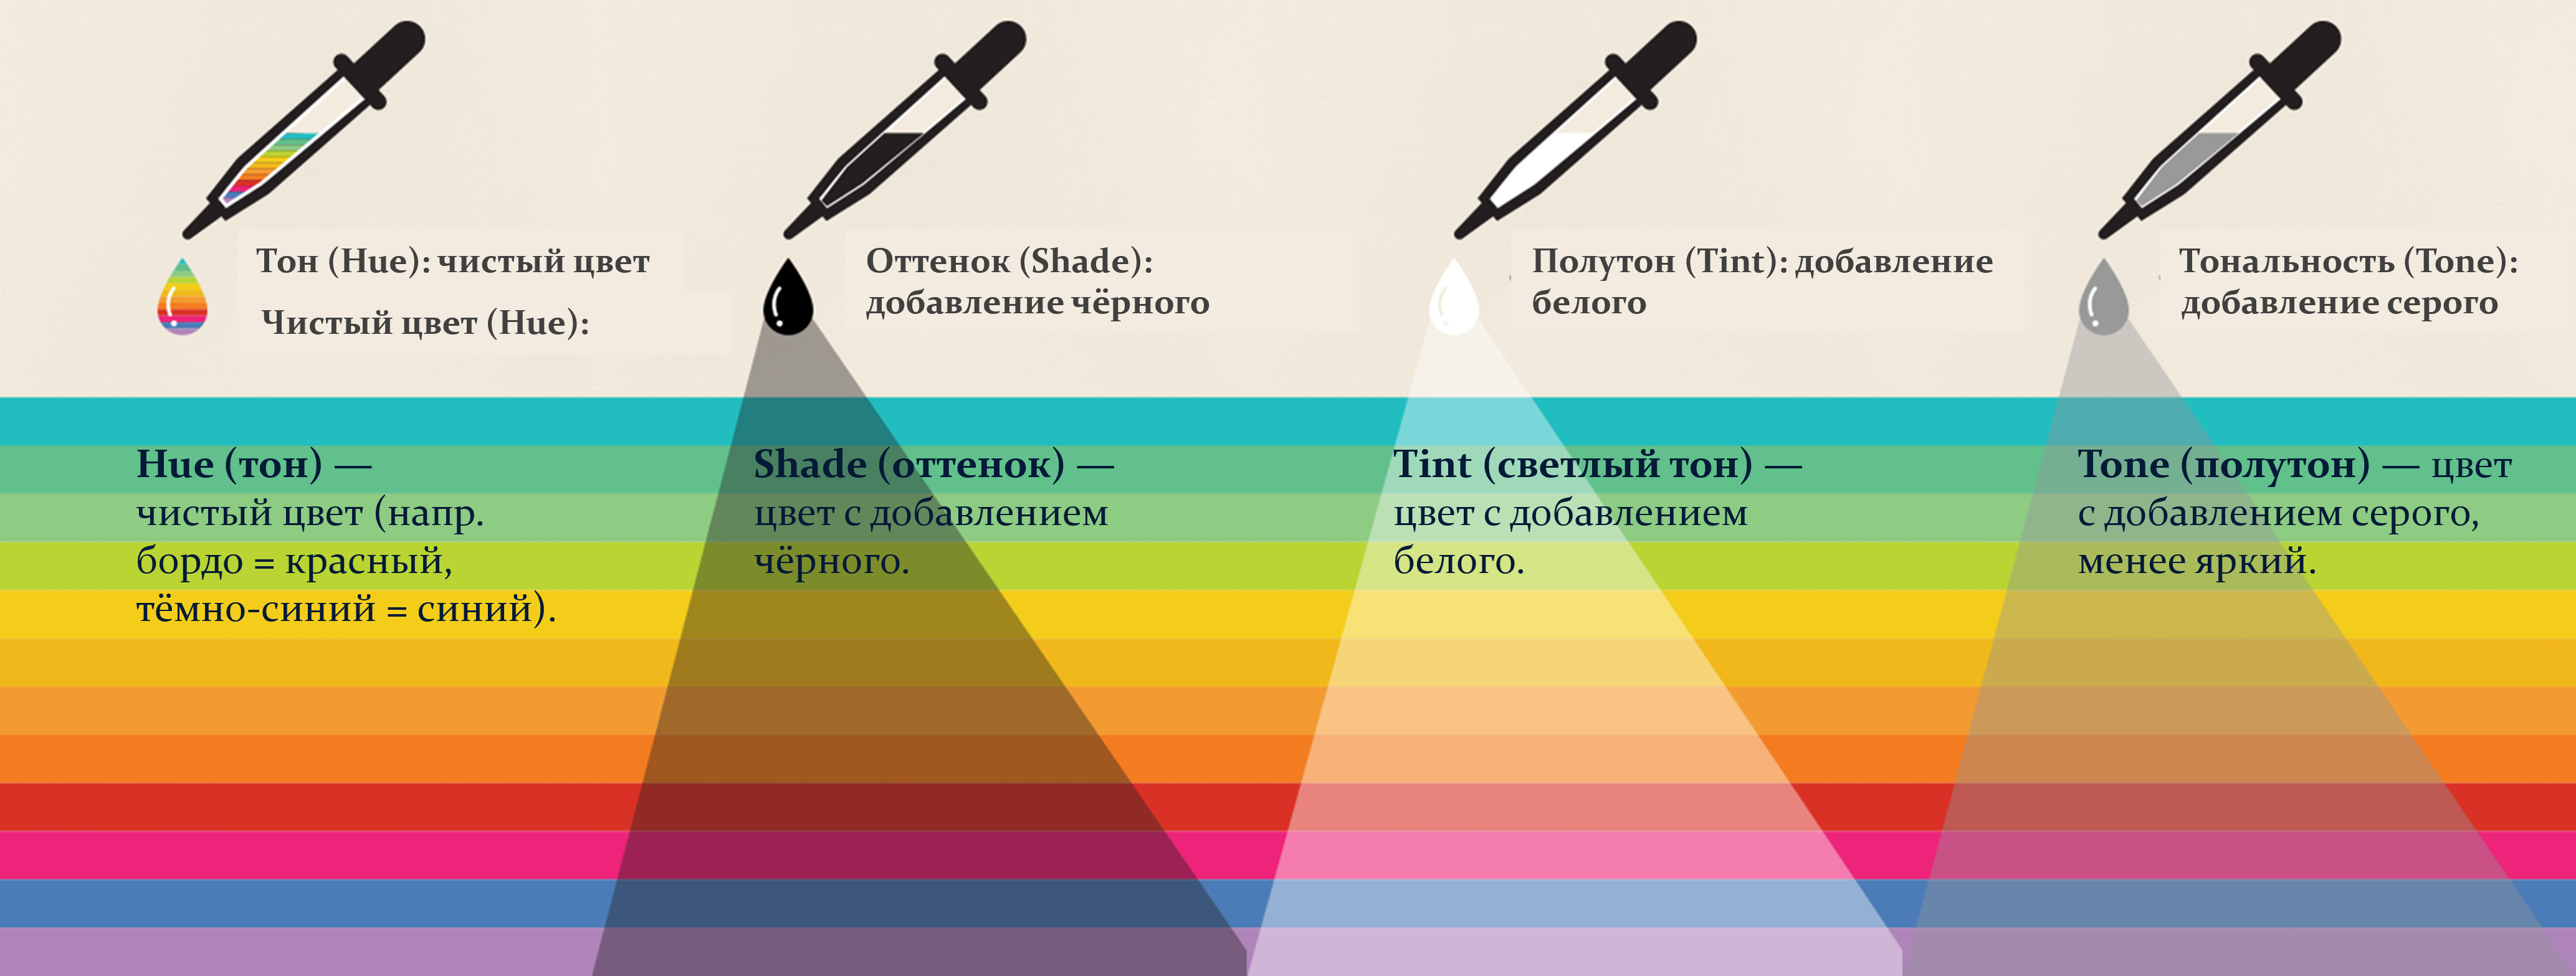 Тон (Hue): чистый цвет
Чистый цвет (Hue):
Оттенок (Shade):
добавление чёрного
Полутон (Tint): добавление
белого
Тональность (Tone):
добавление серого
Hue (тон) —
чистый цвет (напр.
бордо = красный,
тёмно-синий = синий).
Shade (оттенок) —
цвет с добавлением
чёрного.
Tint (светлый тон) —
цвет с добавлением
белого.
Tone (полутон) — цвет
с добавлением серого,
менее яркий.